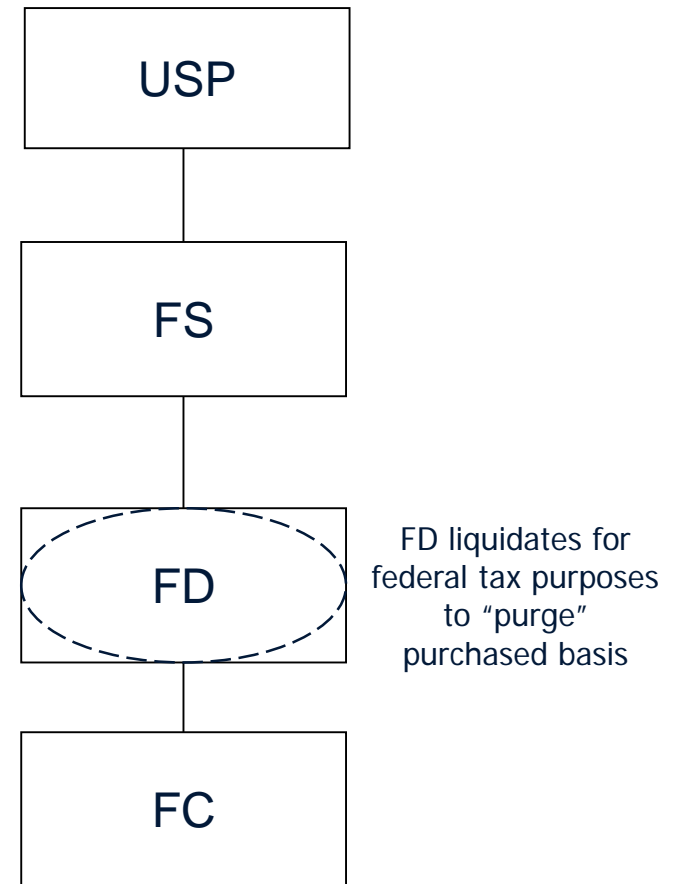 USP
FS
FD
FD liquidates for
federal tax purposes
to “purge”
purchased basis
FC